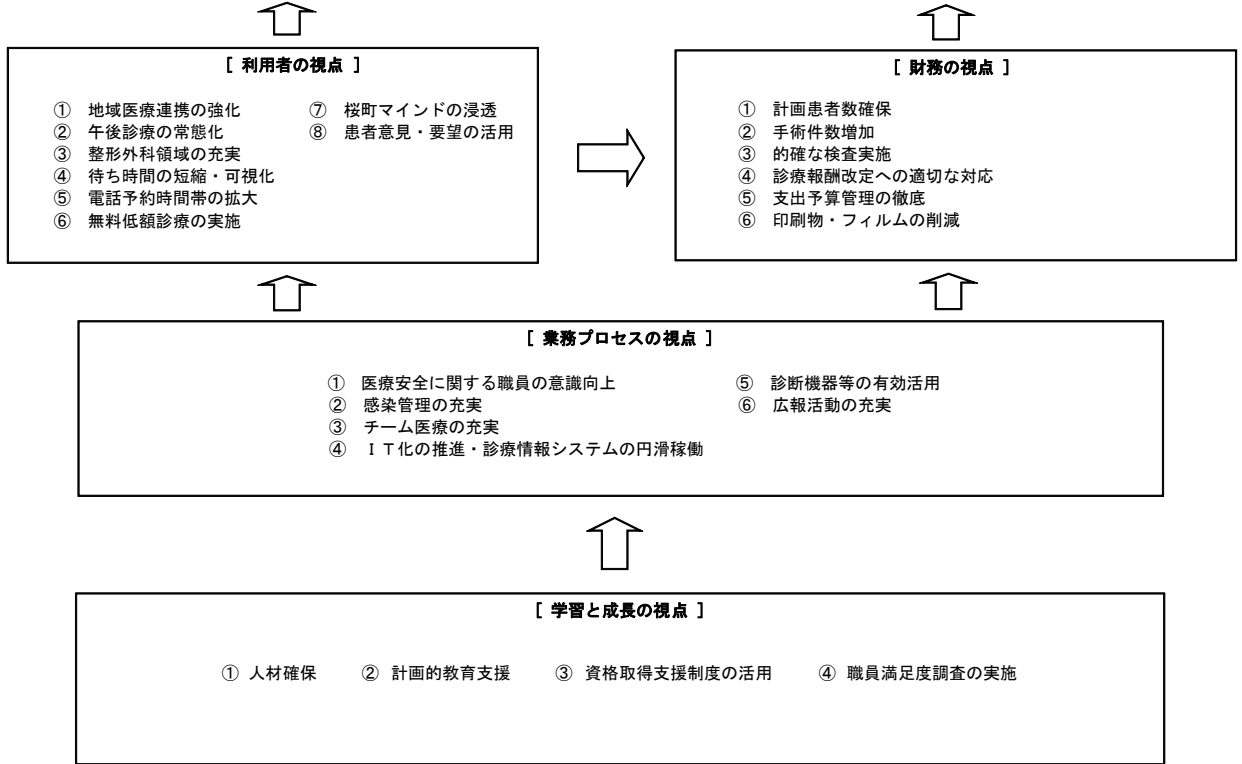 [ 利用者の視点 ]
① 地域医療連携の強化
② 午後診療の常態化
③ 整形外科領域の充実
④ 待ち時間の短縮・可視化
⑤ 電話予約時間帯の拡大
⑥ 無料低額診療の実施
⑦ 桜町マインドの浸透
⑧ 患者意見・要望の活用
[ 財務の視点 ]
① 計画患者数確保
② 手術件数増加
③ 的確な検査実施
④ 診療報酬改定への適切な対応
⑤ 支出予算管理の徹底
⑥ 印刷物・フィルムの削減
[ 業務プロセスの視点 ]
① 医療安全に関する職員の意識向上
② 感染管理の充実
③ チーム医療の充実
④ ＩＴ化の推進・診療情報システムの円滑稼働
⑤ 診断機器等の有効活用
⑥ 広報活動の充実
[ 学習と成長の視点 ]
① 人材確保 ② 計画的教育支援 ③ 資格取得支援制度の活用 ④ 職員満足度調査の実施